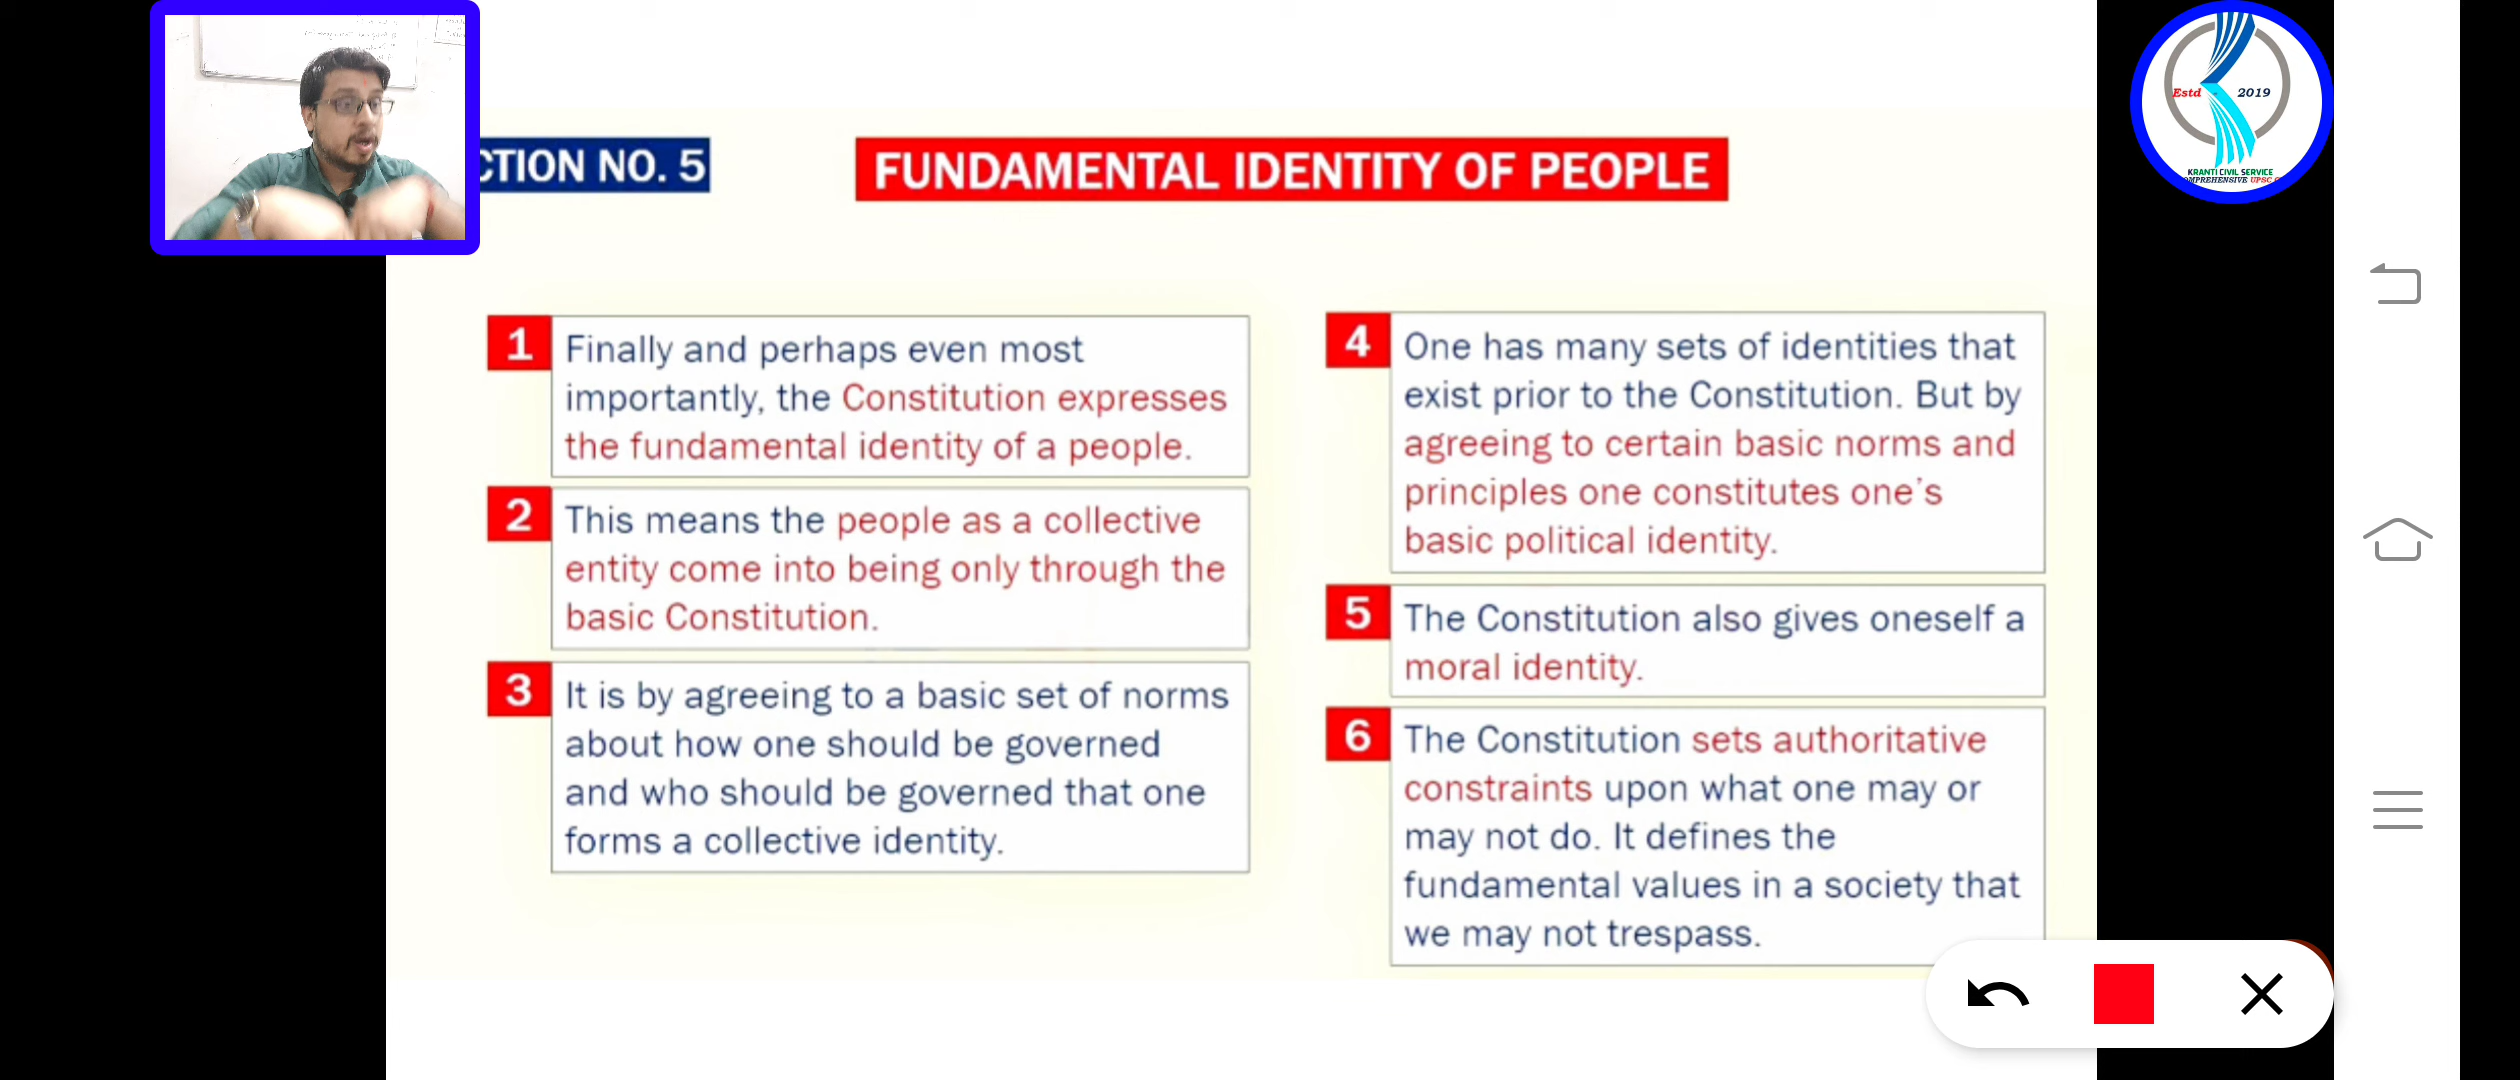 CTION NO. 5
FUNDAMENTAL IDENTITY OF PEOPLE
1
Finally and perhaps even most
importantly, the Constitution expresses
the fundamental identity of a people.
2
This means the people as a collective
entity come into being only through the
basic Constitution.
3
It is by agreeing to a basic set of norms
about how one should be governed
and who should be governed that one
forms a collective identity.
4
One has many sets of identities that
exist prior to the Constitution. But by
agreeing to certain basic norms and
principles one constitutes one's
basic political identity.
5
The Constitution also gives oneself a
moral identity.
6
The Constitution sets authoritative
constraints upon what one may or
may not do. It defines the
fundamental values in a society that
we may not trespass.
Estd - 2019
KRANTI CIVIL SERVICE
OMPREHENSIVE UPSC